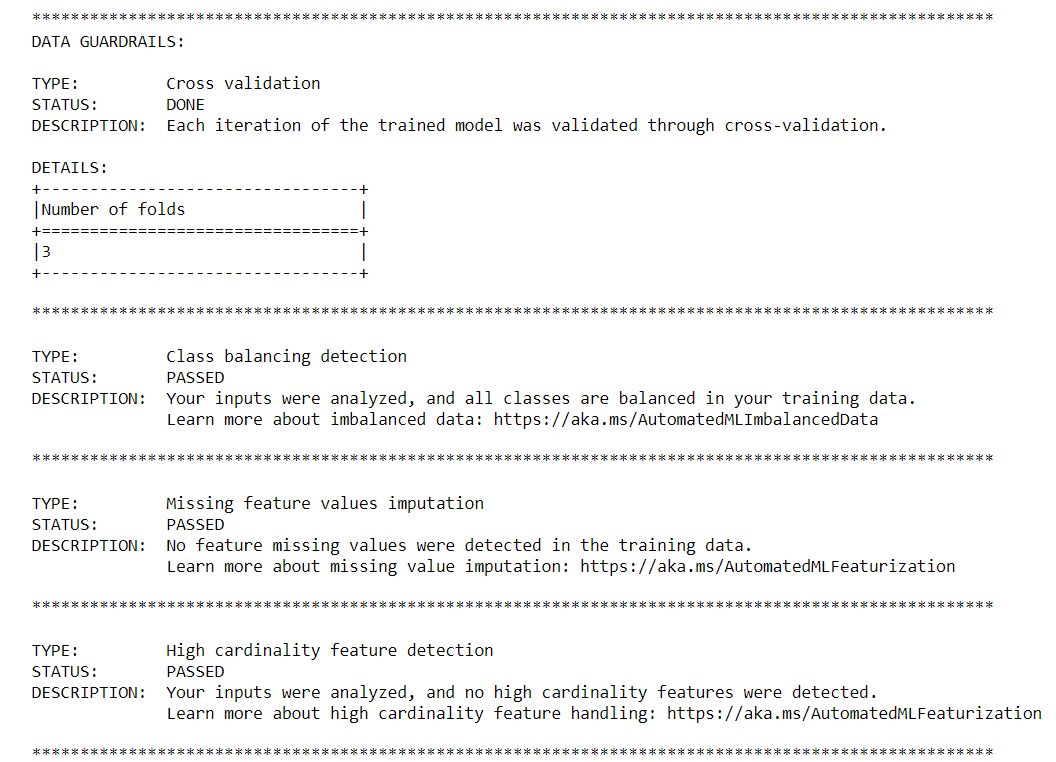 ****************************************************************************************************
DATA GUARDRAILS:
TYPE:         Cross validation
STATUS:       DONE
DESCRIPTION:  Each iteration of the trained model was validated through cross-validation.
DETAILS:
+---------------------------------+
|Number of folds                  |
+=================================+
|3                                |
+---------------------------------+
****************************************************************************************************
TYPE:         Class balancing detection
STATUS:       PASSED
DESCRIPTION:  Your inputs were analyzed, and all classes are balanced in your training data.
              Learn more about imbalanced data: https://aka.ms/AutomatedMLImbalancedData
****************************************************************************************************
TYPE:         Missing feature values imputation
STATUS:       PASSED
DESCRIPTION:  No feature missing values were detected in the training data.
              Learn more about missing value imputation: https://aka.ms/AutomatedMLFeaturization
****************************************************************************************************
TYPE:         High cardinality feature detection
STATUS:       PASSED
DESCRIPTION:  Your inputs were analyzed, and no high cardinality features were detected.
              Learn more about high cardinality feature handling: https://aka.ms/AutomatedMLFeaturization
****************************************************************************************************